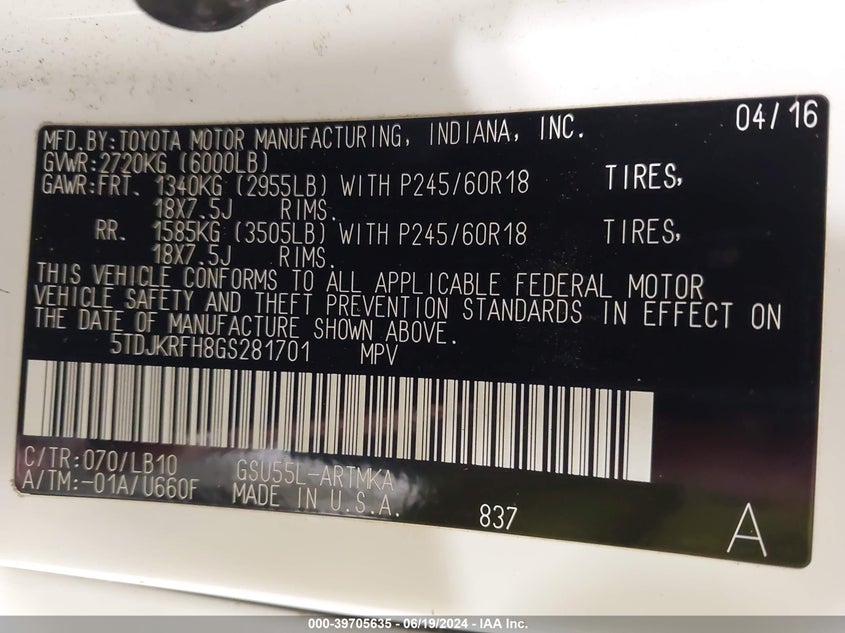 04/16
MFD.BY:TOYOTA MOTOR MANUFACTURING, INDIANA, INC.
GVWR:2720KG (6000LB)
GAWR:FRT. 1340KG (2955LB) WITH P245/60R18 TIRES,
18X7.5J RIMS.
RR. 1585KG (3505LB) WITH P245/60R18 TIRES,
18X7.5J RIMS.
THIS VEHICLE CONFORMS TO ALL APPLICABLE FEDERAL MOTOR
VEHICLE SAFETY AND THEFT PREVENTION STANDARDS IN EFFECT ON
THE DATE OF MANUFACTURE SHOWN ABOVE.
5TDJKRFH8GS281701 MPV
C/TR:070/LB10 GSU55L-ARTMKA
A/TM:-01A/U660F MADE IN U.S.A.
837
A
000-39705635 - 06/19/2024 - IAA Inc.